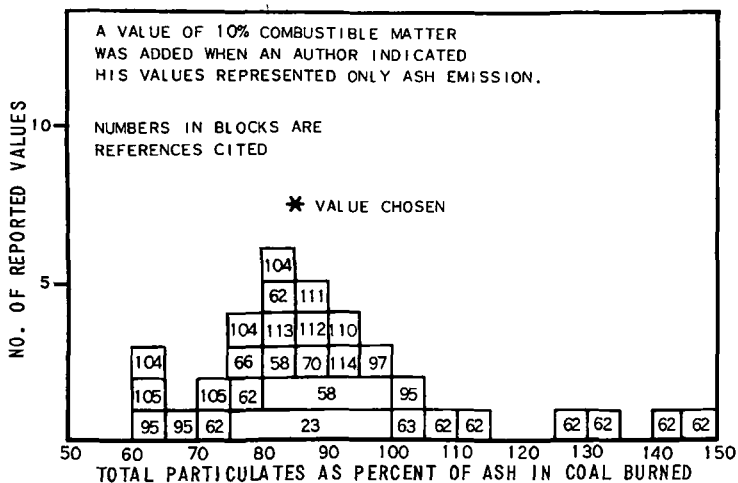 A VALUE OF 10% COMBUSTIBLE MATTER
WAS ADDED WHEN AN AUTHOR INDICATED
HIS VALUES REPRESENTED ONLY ASH EMISSION.
NUMBERS IN BLOCKS ARE
REFERENCES CITED
* VALUE CHOSEN
NO. OF REPORTED VALUES
10
5
104
62 111
104 113 112 110
104 66 58 70 114 97
105 105 62 58 95
95 95 62 23 63 62 62 62 62 62 62
50 60 70 80 90 100 110 120 130 140 150
TOTAL PARTICULATES AS PERCENT OF ASH IN COAL BURNED